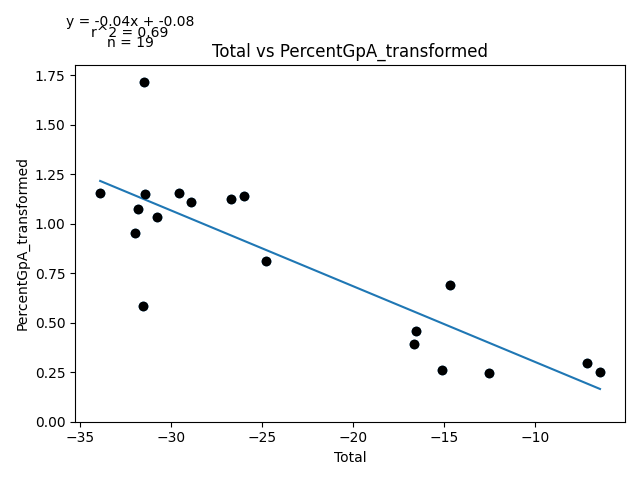 y = -0.04x + -0.08
r^2 = 0.69
n = 19
Total vs PercentGpA_transformed
PercentGpA_transformed
1.75
1.50
1.25
1.00
0.75
0.50
0.25
0.00
−35 −30 −25 −20 −15 −10
Total